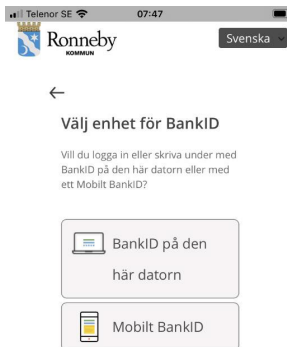 Telenor SE 07:47
Ronneby Svenska
KOMMUN
Välj enhet för BankID
Vill du logga in eller skriva under med
BankID på den här datorn eller med
ett Mobilt BankID?
BankID på den
här datorn
Mobilt BankID